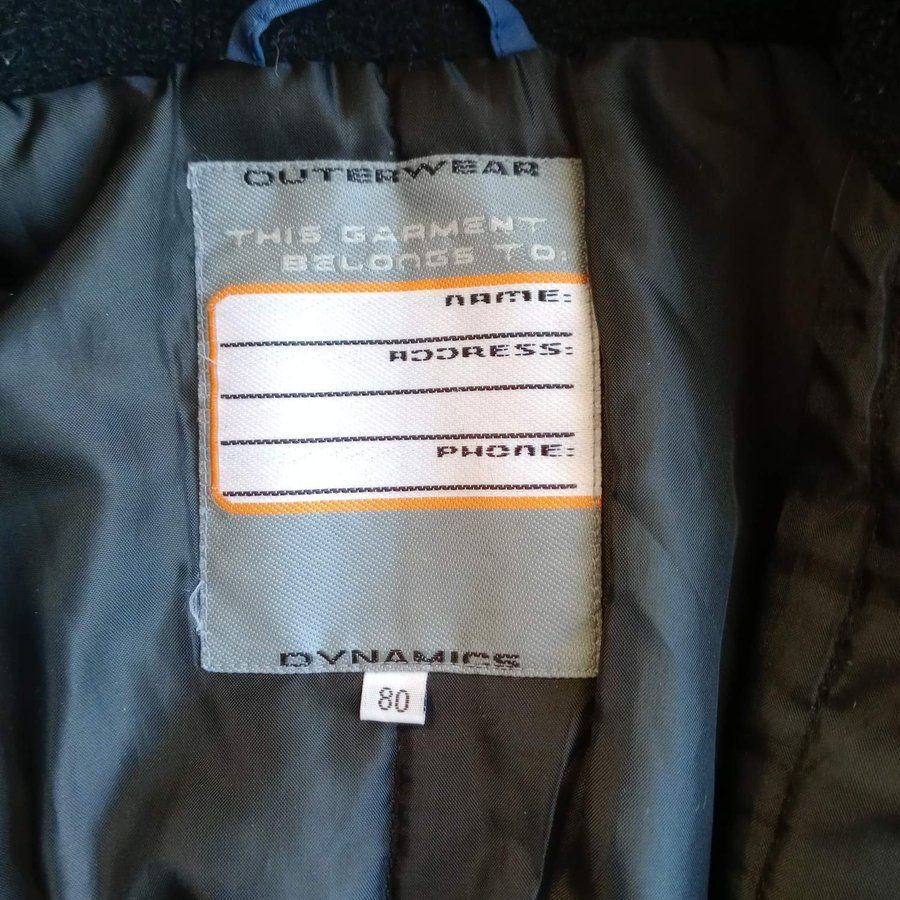 OUTERWEAR
THIS GARMENT
BELONGS TO:
NAME:
ADDRESS:
PHONE:
DYNAMICS
80